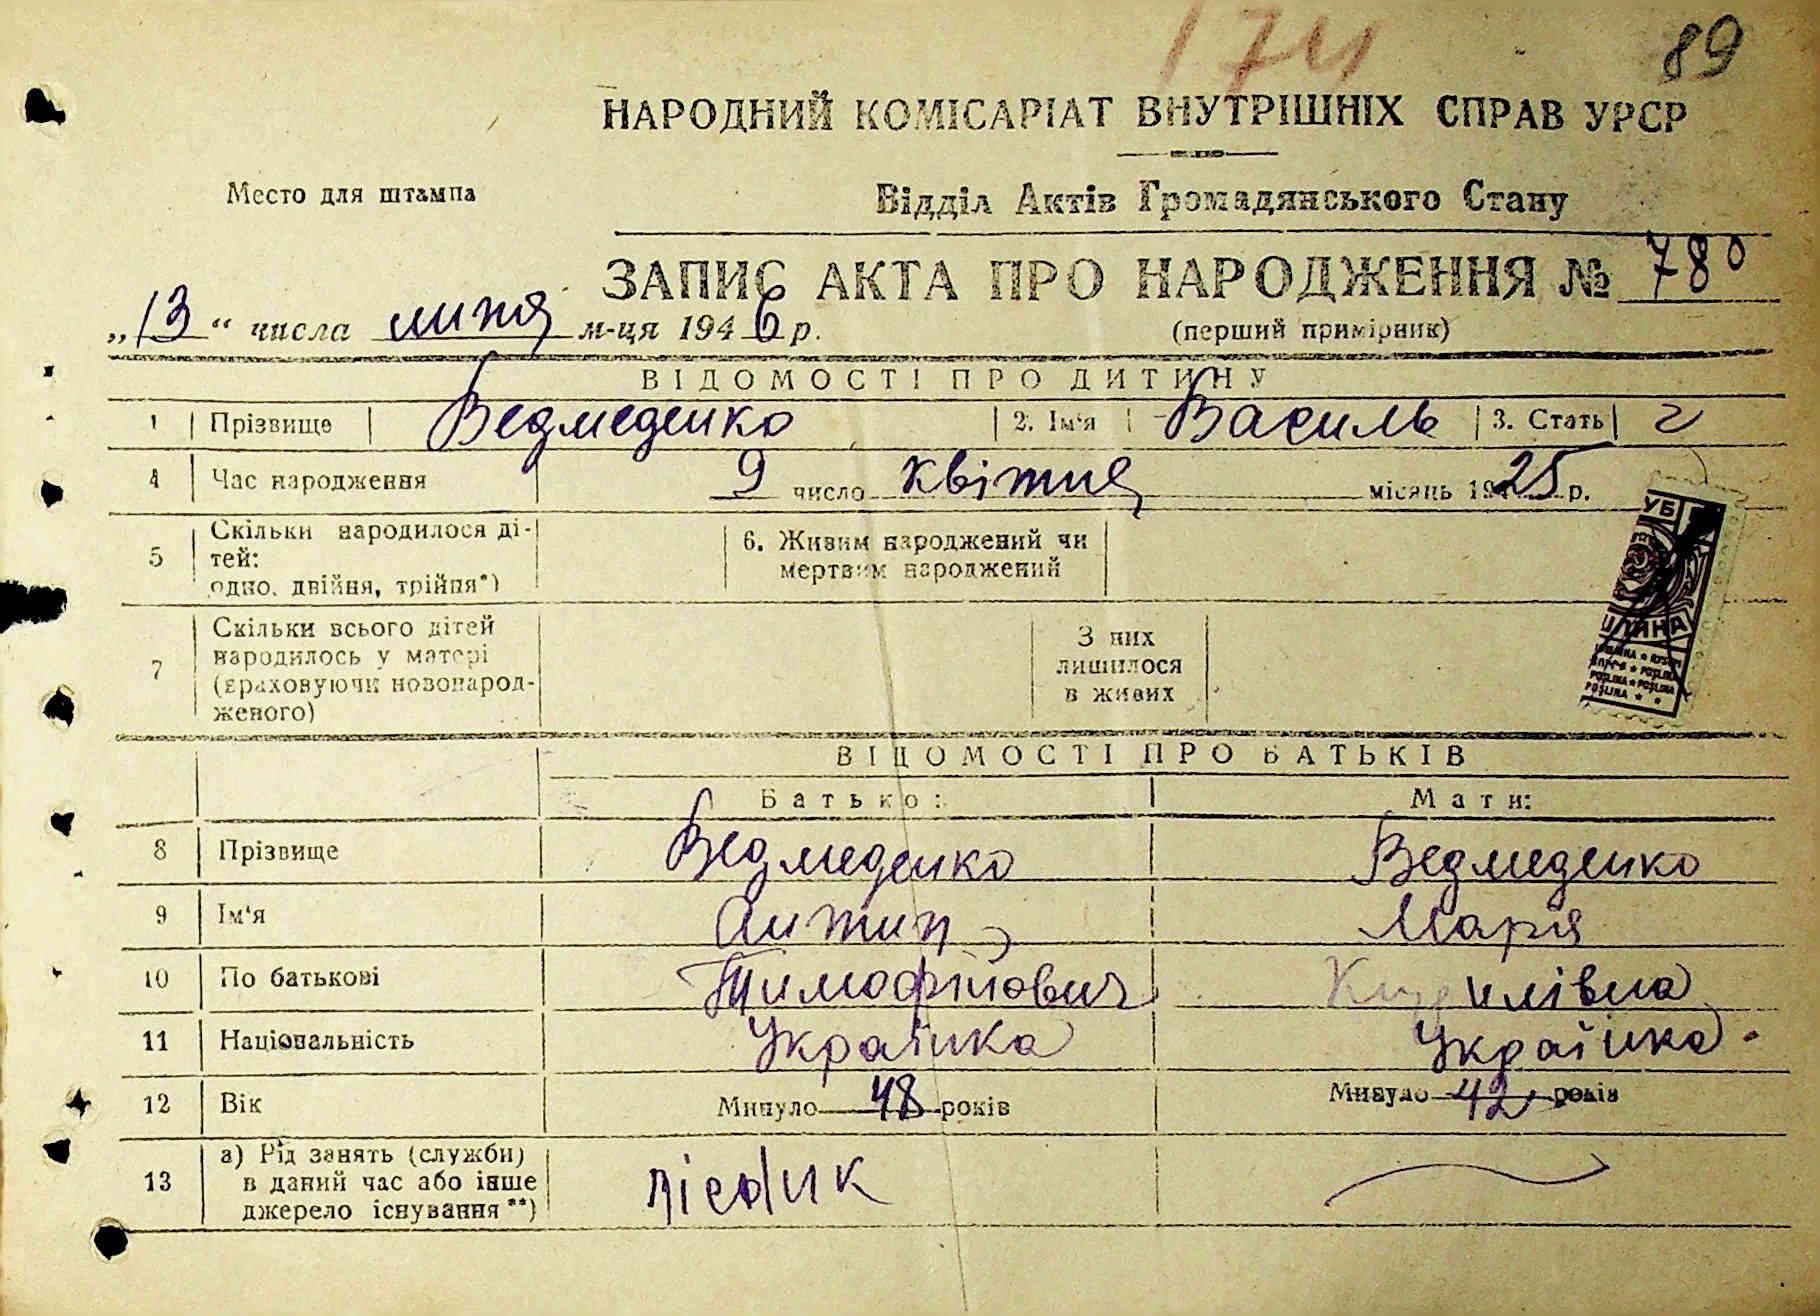 174
89
НАРОДНИЙ КОМІСАРІАТ ВНУТРІШНІХ СПРАВ УРСР
Место для штампа
Відділ Актів Громадянського Стану
ЗАПИС АКТА ПРО НАРОДЖЕННЯ № 780
„13“ числа липня м-ця 1946 р.
(перший примірник)
ВІДОМОСТІ ПРО ДИТИНУ
1 Прізвище Ведмеденко 2. Ім'я Василь 3. Стать ч
4 Час народження 9 число квітня місяць 1925 р.
5 Скільки народилося ді-
тей:
одно, двійня, трійня*)
6. Живим народжений чи
мертвим народжений
7 Скільки всього дітей
народилось у матері
(враховуючи новонарод-
женого)
З них
лишилося
в живих
ВІДОМОСТІ ПРО БАТЬКІВ
Батько: Мати:
8 Прізвище Ведмеденко Ведмеденко
9 Ім'я Антип Марія
10 По батькові Тимофійович Кирилівна
11 Національність Українка Українка
12 Вік Минуло 48 років Минуло 42 років
13 а) Рід занять (служби)
в даний час або інше
джерело існування**)
лісник